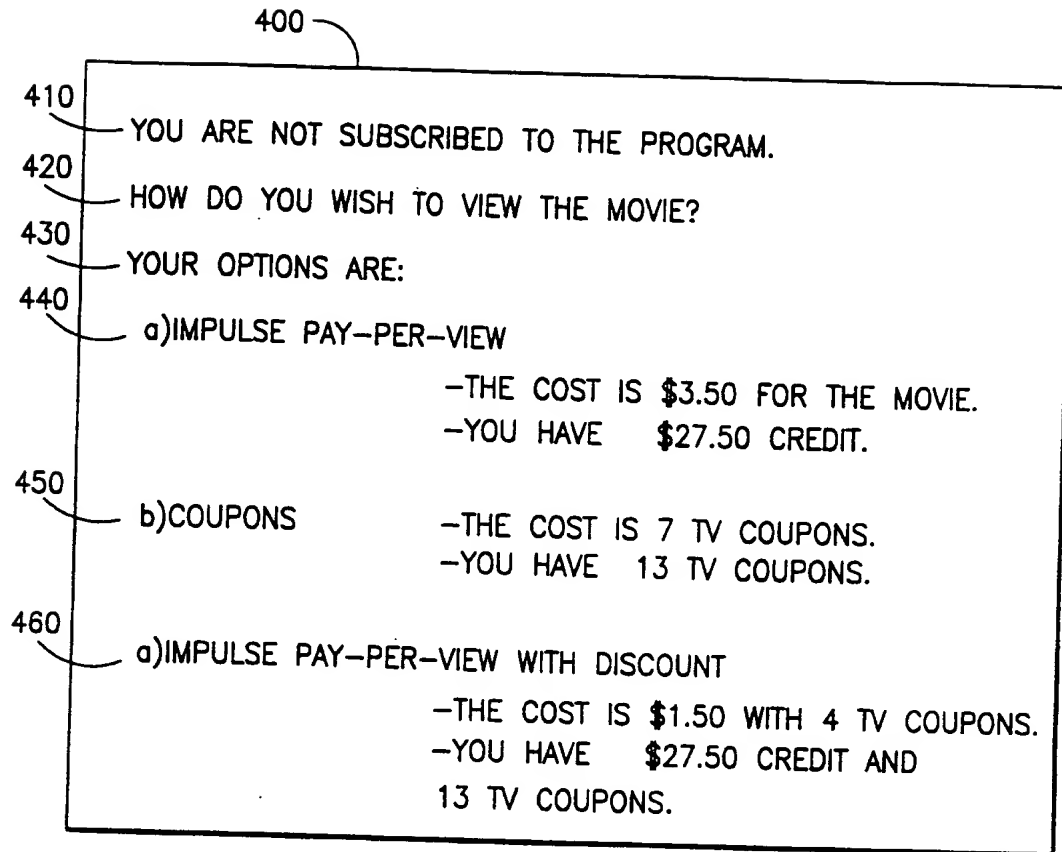 400
410
YOU ARE NOT SUBSCRIBED TO THE PROGRAM.
420
HOW DO YOU WISH TO VIEW THE MOVIE?
430
YOUR OPTIONS ARE:
440
a)IMPULSE PAY-PER-VIEW
-THE COST IS $3.50 FOR THE MOVIE.
-YOU HAVE $27.50 CREDIT.
450
b)COUPONS -THE COST IS 7 TV COUPONS.
-YOU HAVE 13 TV COUPONS.
460
a)IMPULSE PAY-PER-VIEW WITH DISCOUNT
-THE COST IS $1.50 WITH 4 TV COUPONS.
-YOU HAVE $27.50 CREDIT AND
13 TV COUPONS.